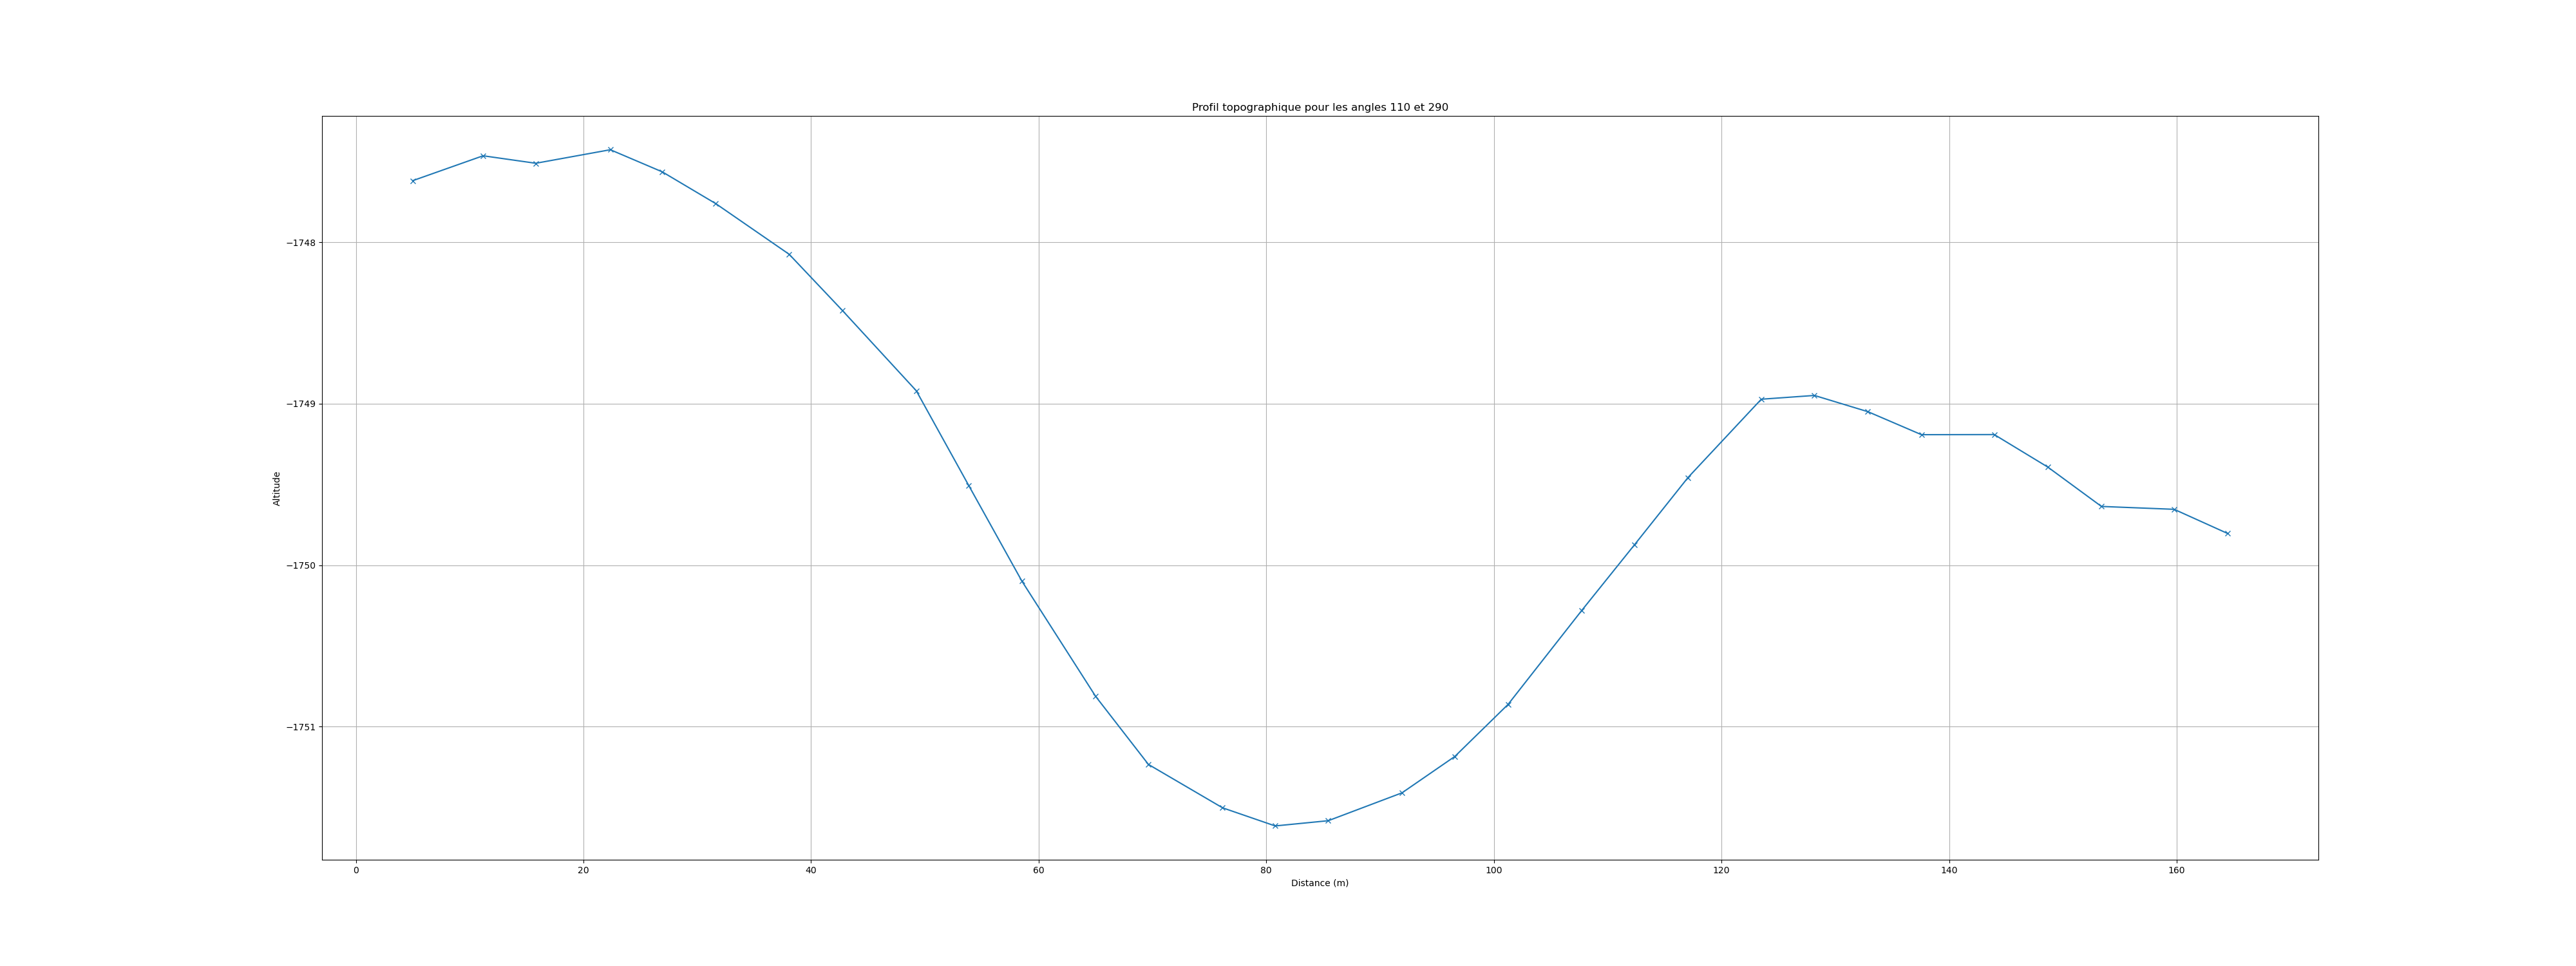 Profil topographique pour les angles 110 et 290
Altitude
−1748
−1749
−1750
−1751
0 20 40 60 80 100 120 140 160
Distance (m)